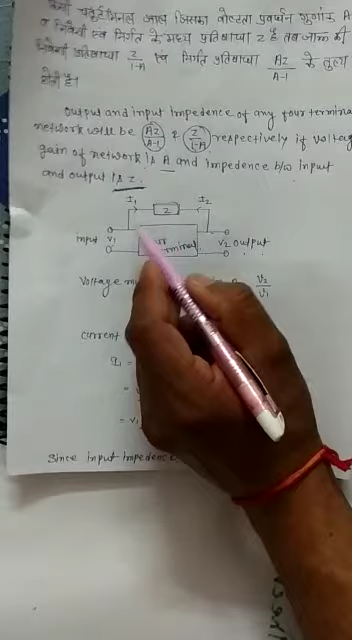 चतुर्टर्मिनल जाल जिसका वोल्टता प्रवर्धन गुणांक A
व निवेशी एवं निर्गत के मध्य प्रतिबाधा Z है तब जाल की
निवेशी प्रतिबाधा Z/1-A एवं निर्गत प्रतिबाधा AZ/A-1 के तुल्य
होती है।
Output and input impedence of any four terminal
network will be AZ/A-1 & Z/1-A respectively if voltage
gain of network is A and impedence b/w input
and output is Z.
I1 I2
Z
input V1 V2 output
terminal
Voltage V2/V1
current
I1 =
=
= V1
Since input impedence